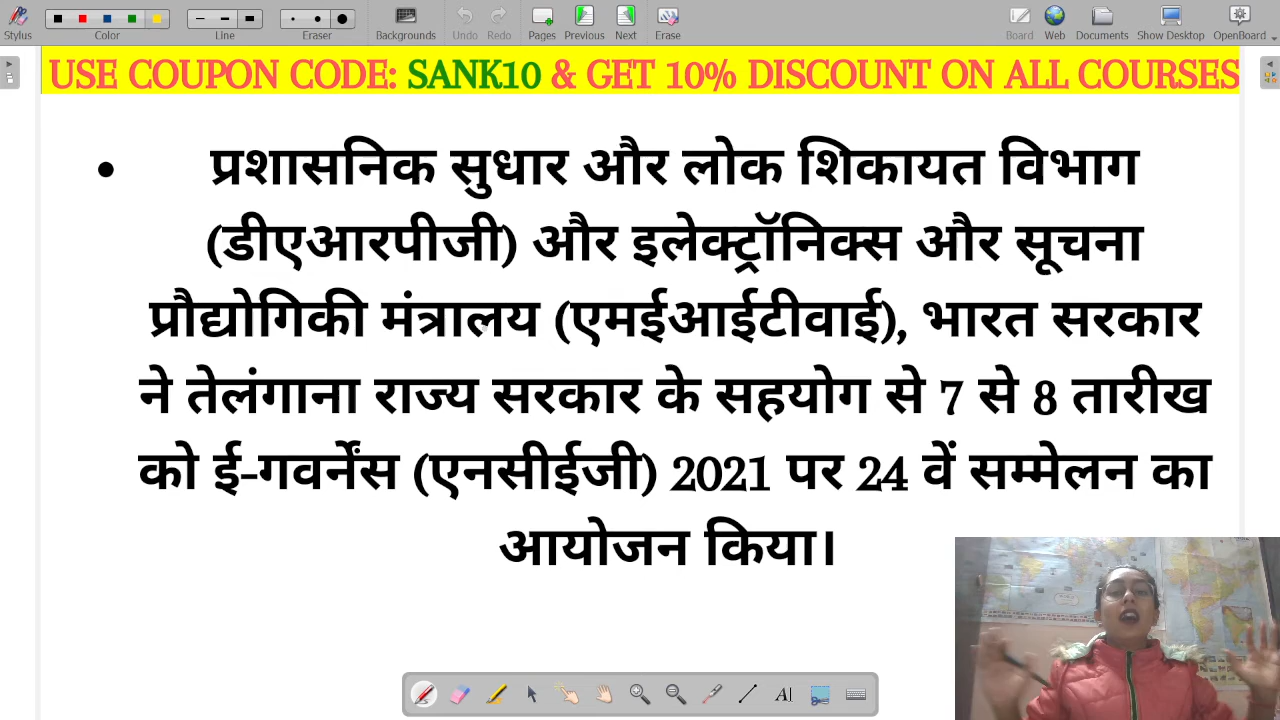 Stylus
Color
Line
Eraser
Backgrounds
Undo
Redo
Pages
Previous
Next
Erase
Board
Web
Documents
Show Desktop
OpenBoard
USE COUPON CODE: SANK10 & GET 10% DISCOUNT ON ALL COURSES
• प्रशासनिक सुधार और लोक शिकायत विभाग
(डीएआरपीजी) और इलेक्ट्रॉनिक्स और सूचना
प्रौद्योगिकी मंत्रालय (एमईआईटीवाई), भारत सरकार
ने तेलंगाना राज्य सरकार के सहयोग से 7 से 8 तारीख
को ई-गवर्नेंस (एनसीईजी) 2021 पर 24 वें सम्मेलन का
आयोजन किया।